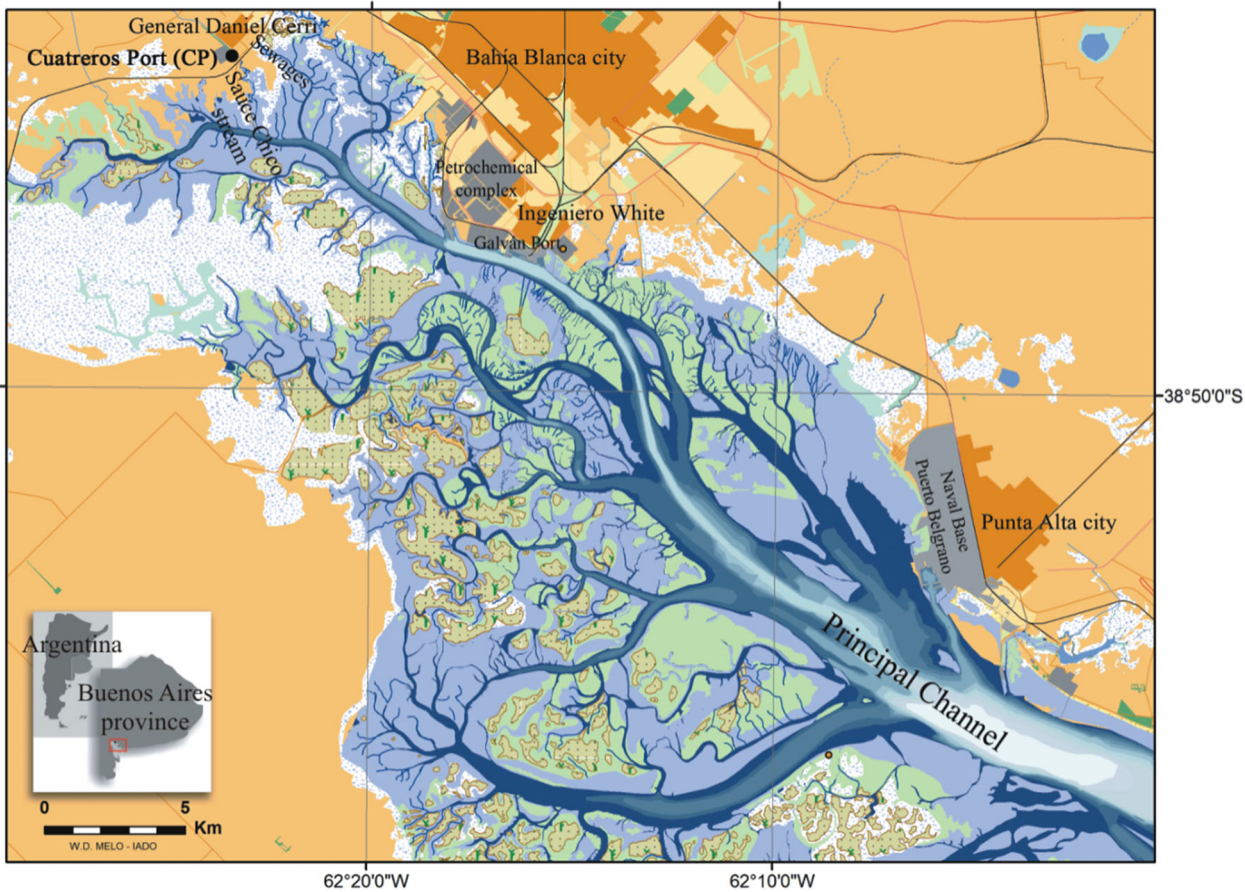 General Daniel Cerri
Cuatreros Port (CP)
Sewages
Sauce Chico
stream
Bahía Blanca city
Petrochemical
complex
Ingeniero White
Galván Port
38°50'0"S
Naval Base
Puerto Belgrano
Punta Alta city
Principal Channel
Argentina
Buenos Aires
province
0 5
Km
W.D. MELO - IADO
62°20'0"W 62°10'0"W